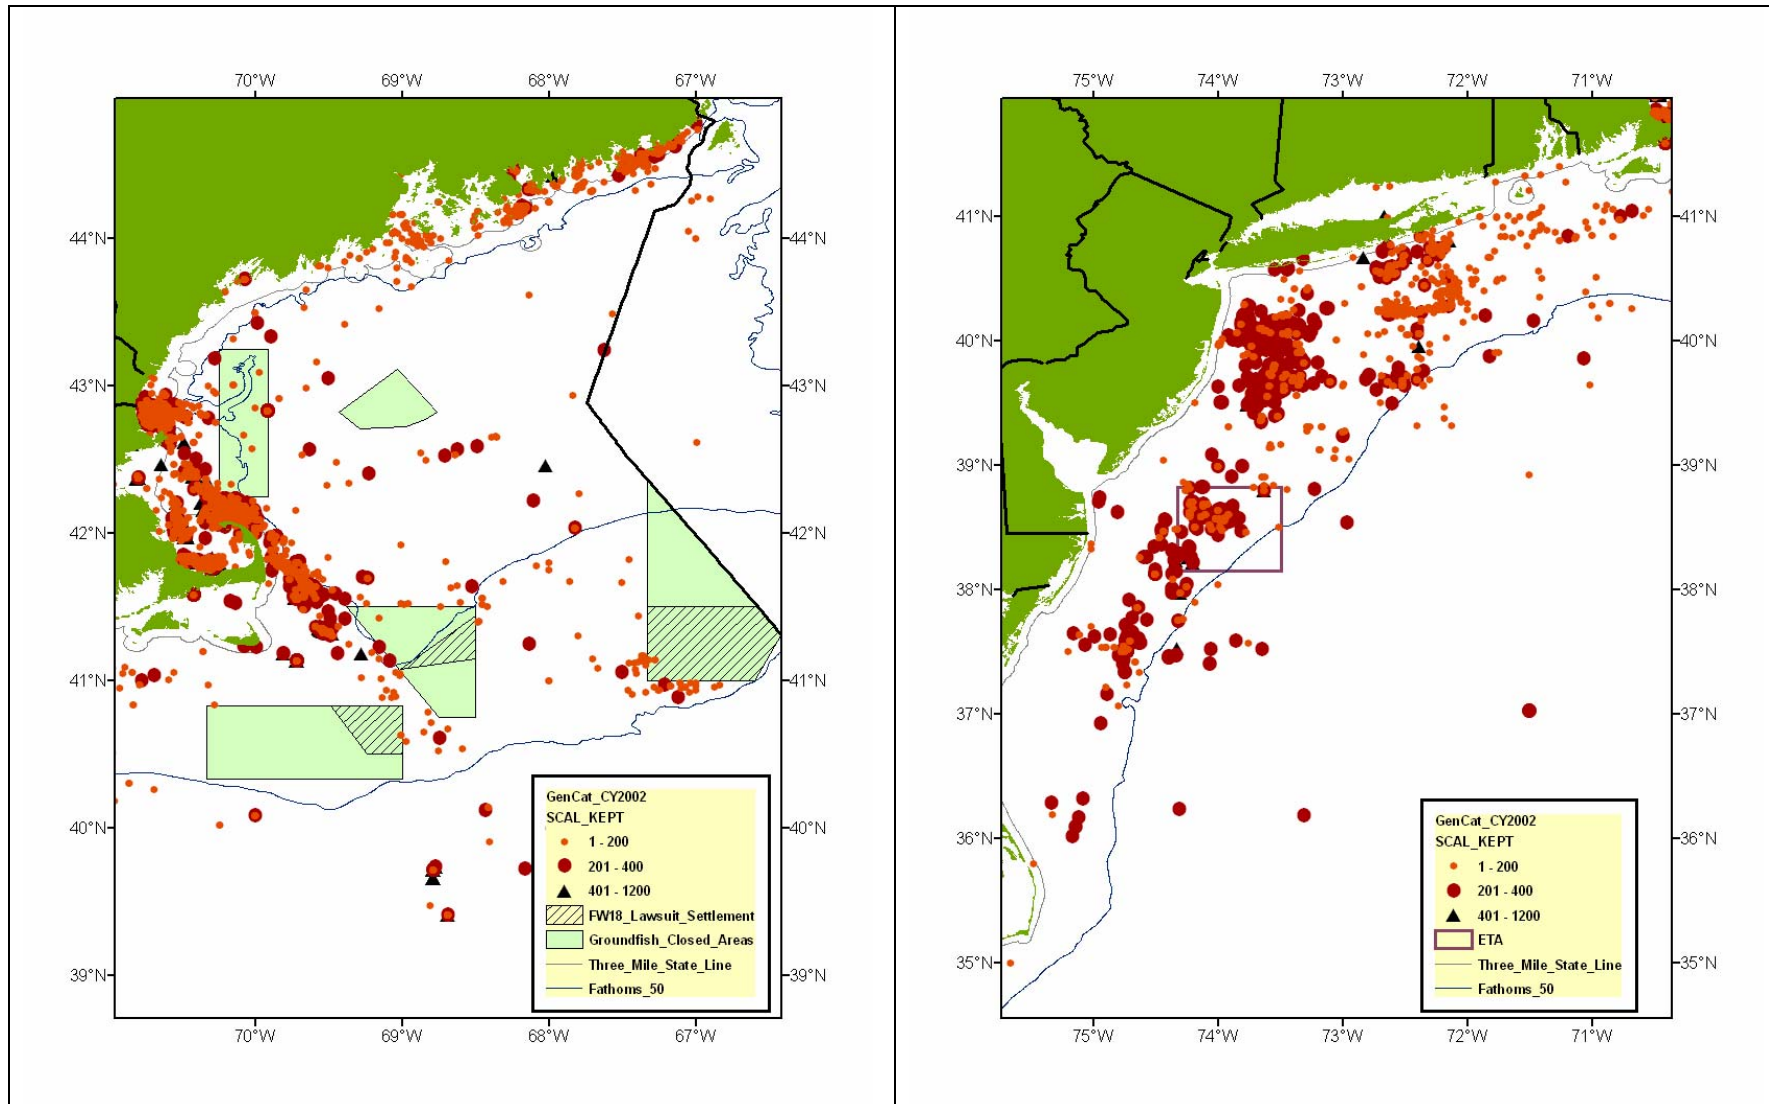 70°W 69°W 68°W 67°W
44°N 44°N
43°N 43°N
42°N 42°N
41°N 41°N
40°N 40°N
39°N 39°N
GenCat_CY2002
SCAL_KEPT
1 - 200
201 - 400
401 - 1200
FW18_Lawsuit_Settlement
Groundfish_Closed_Areas
Three_Mile_State_Line
Fathoms_50
70°W 69°W 68°W 67°W
75°W 74°W 73°W 72°W 71°W
41°N 41°N
40°N 40°N
39°N 39°N
38°N 38°N
37°N 37°N
36°N 36°N
35°N 35°N
GenCat_CY2002
SCAL_KEPT
1 - 200
201 - 400
401 - 1200
ETA
Three_Mile_State_Line
Fathoms_50
75°W 74°W 73°W 72°W 71°W